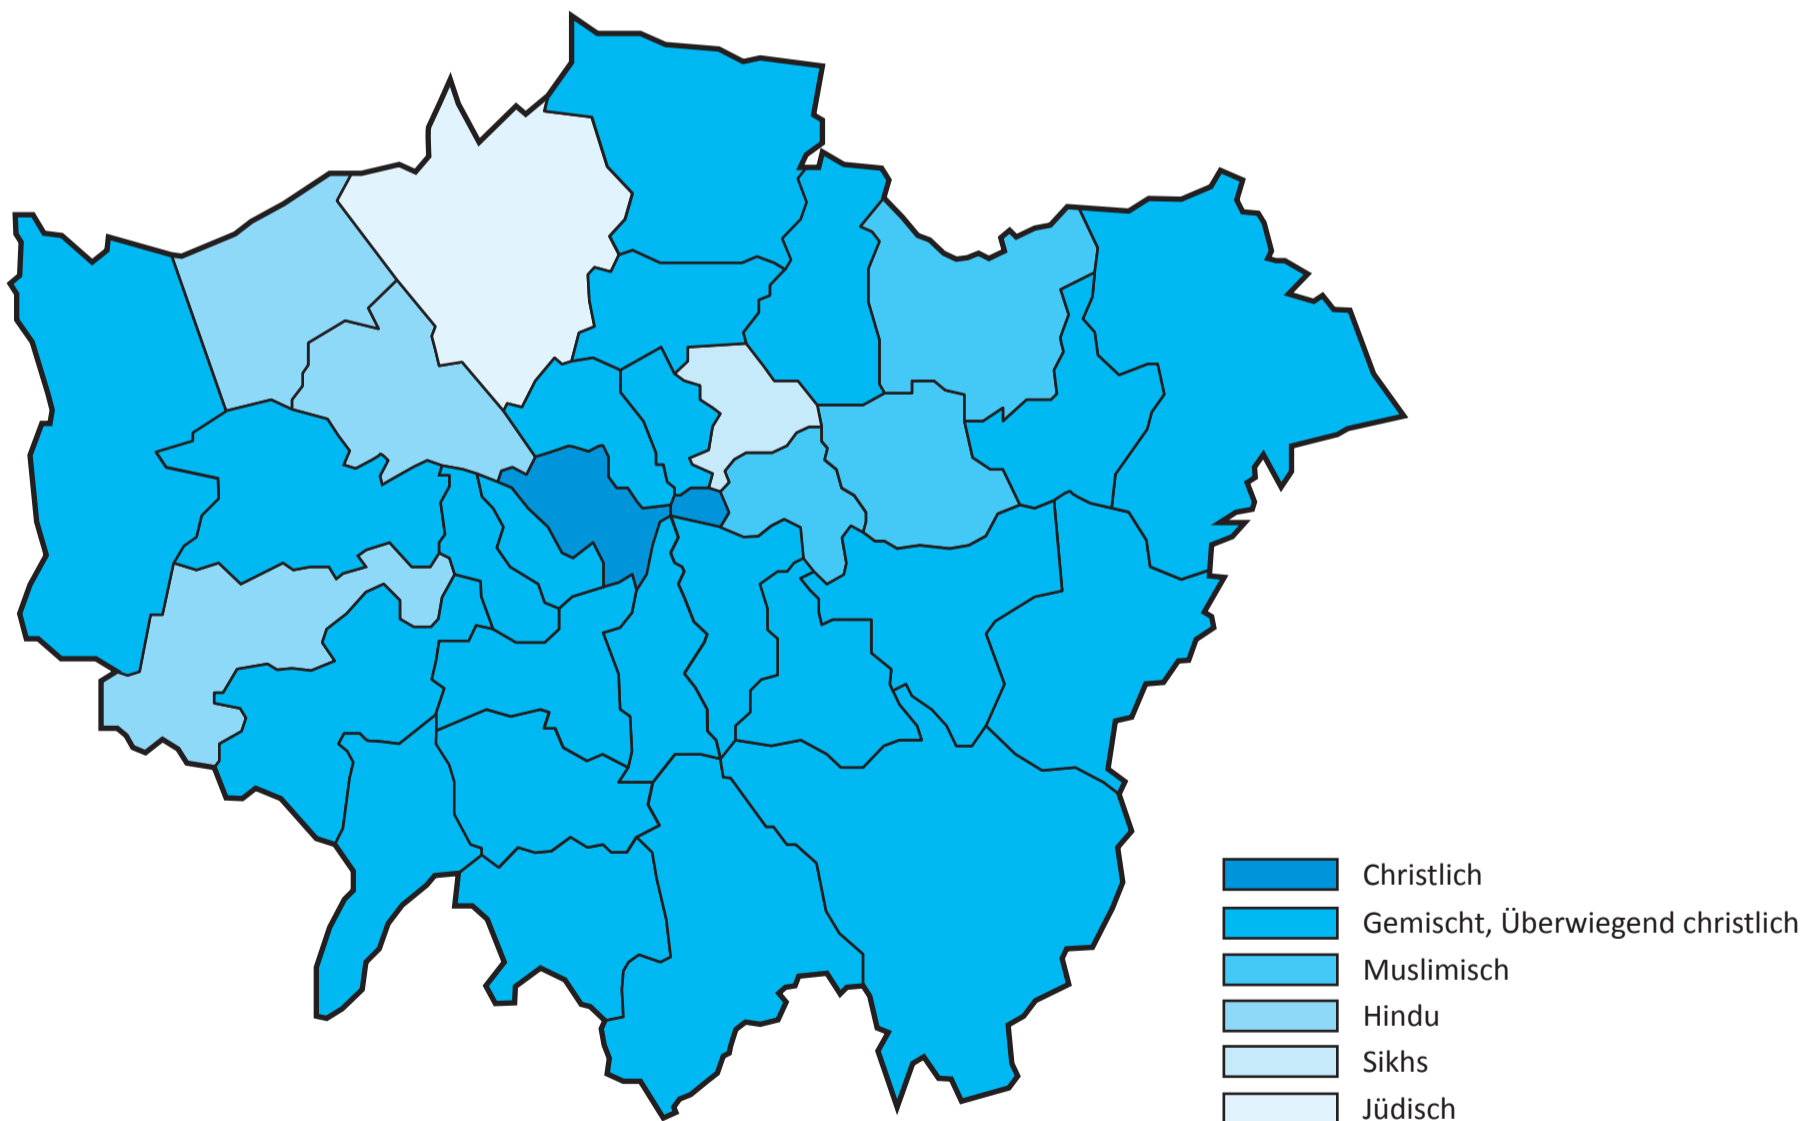 Christlich
Gemischt, Überwiegend christlich
Muslimisch
Hindu
Sikhs
Jüdisch